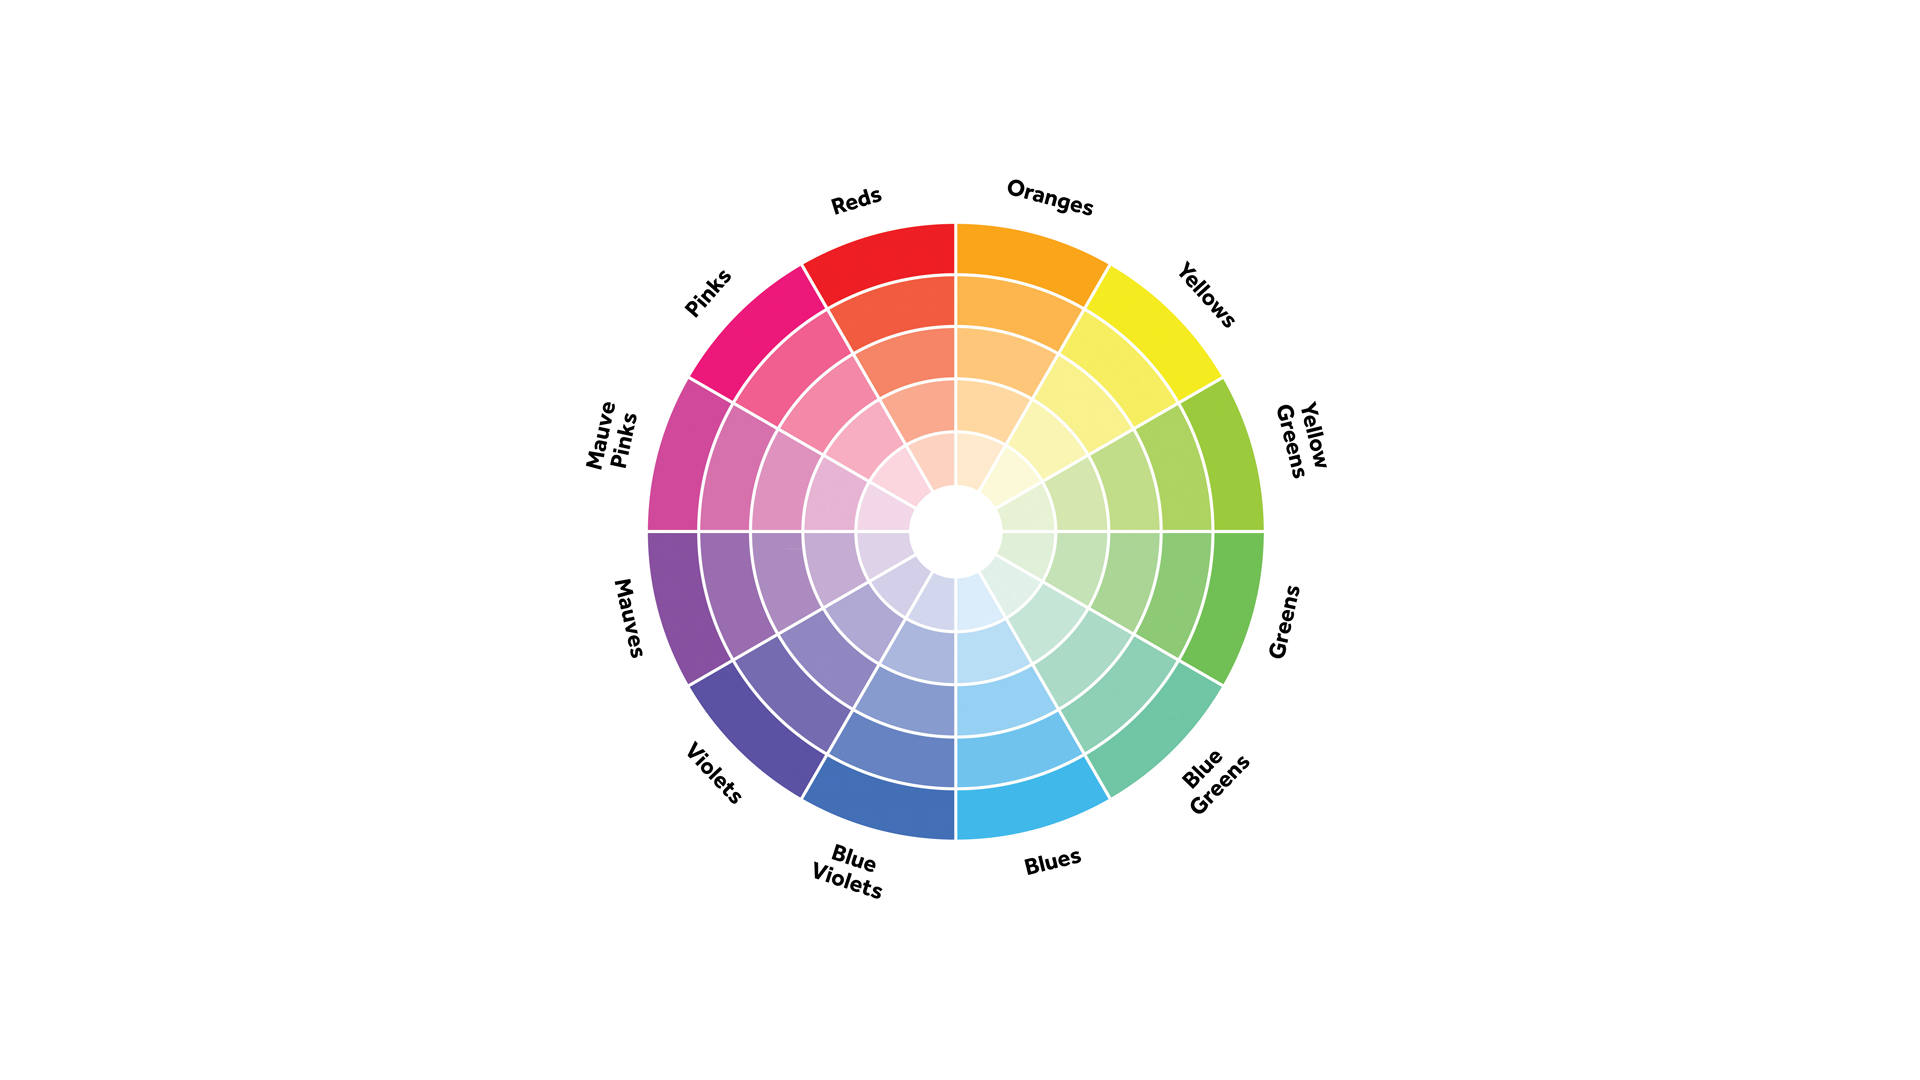 Reds
Oranges
Yellows
Yellow
Greens
Greens
Blue
Greens
Blues
Blue
Violets
Violets
Mauves
Mauve
Pinks
Pinks